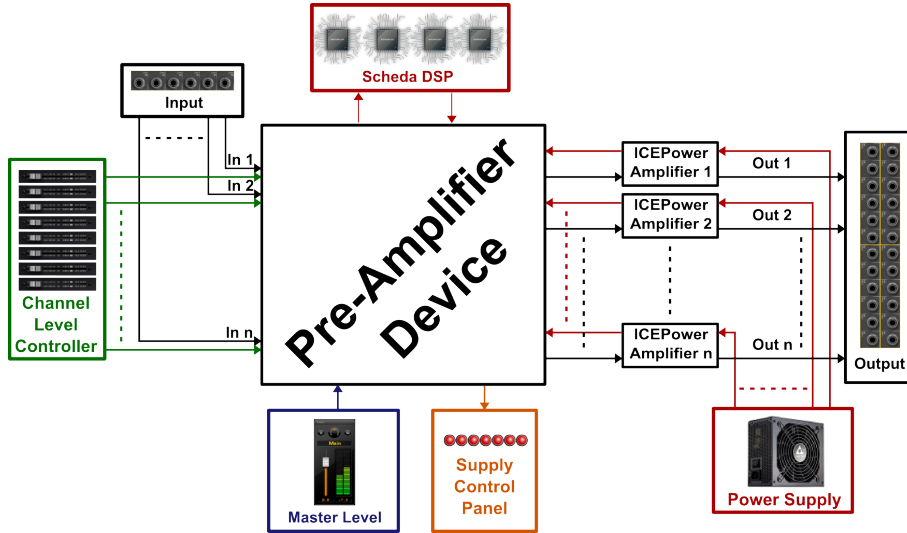 Scheda DSP
Input
In 1
In 2
In n
Channel
Level
Controller
Pre-Amplifier
Device
ICEPower
Amplifier 1
ICEPower
Amplifier 2
ICEPower
Amplifier n
Out 1
Out 2
Out n
Output
Main
Master Level
Supply
Control
Panel
Power Supply